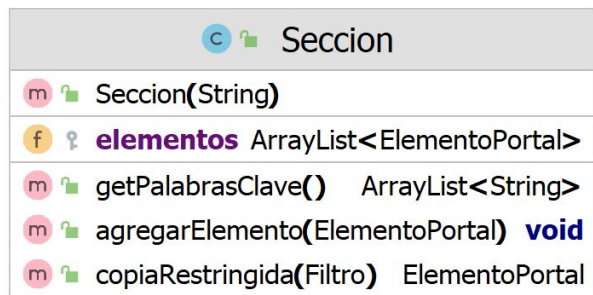 C Seccion
m Seccion(String)
f elementos ArrayList<ElementoPortal>
m getPalabrasClave() ArrayList<String>
m agregarElemento(ElementoPortal) void
m copiaRestringida(Filtro) ElementoPortal